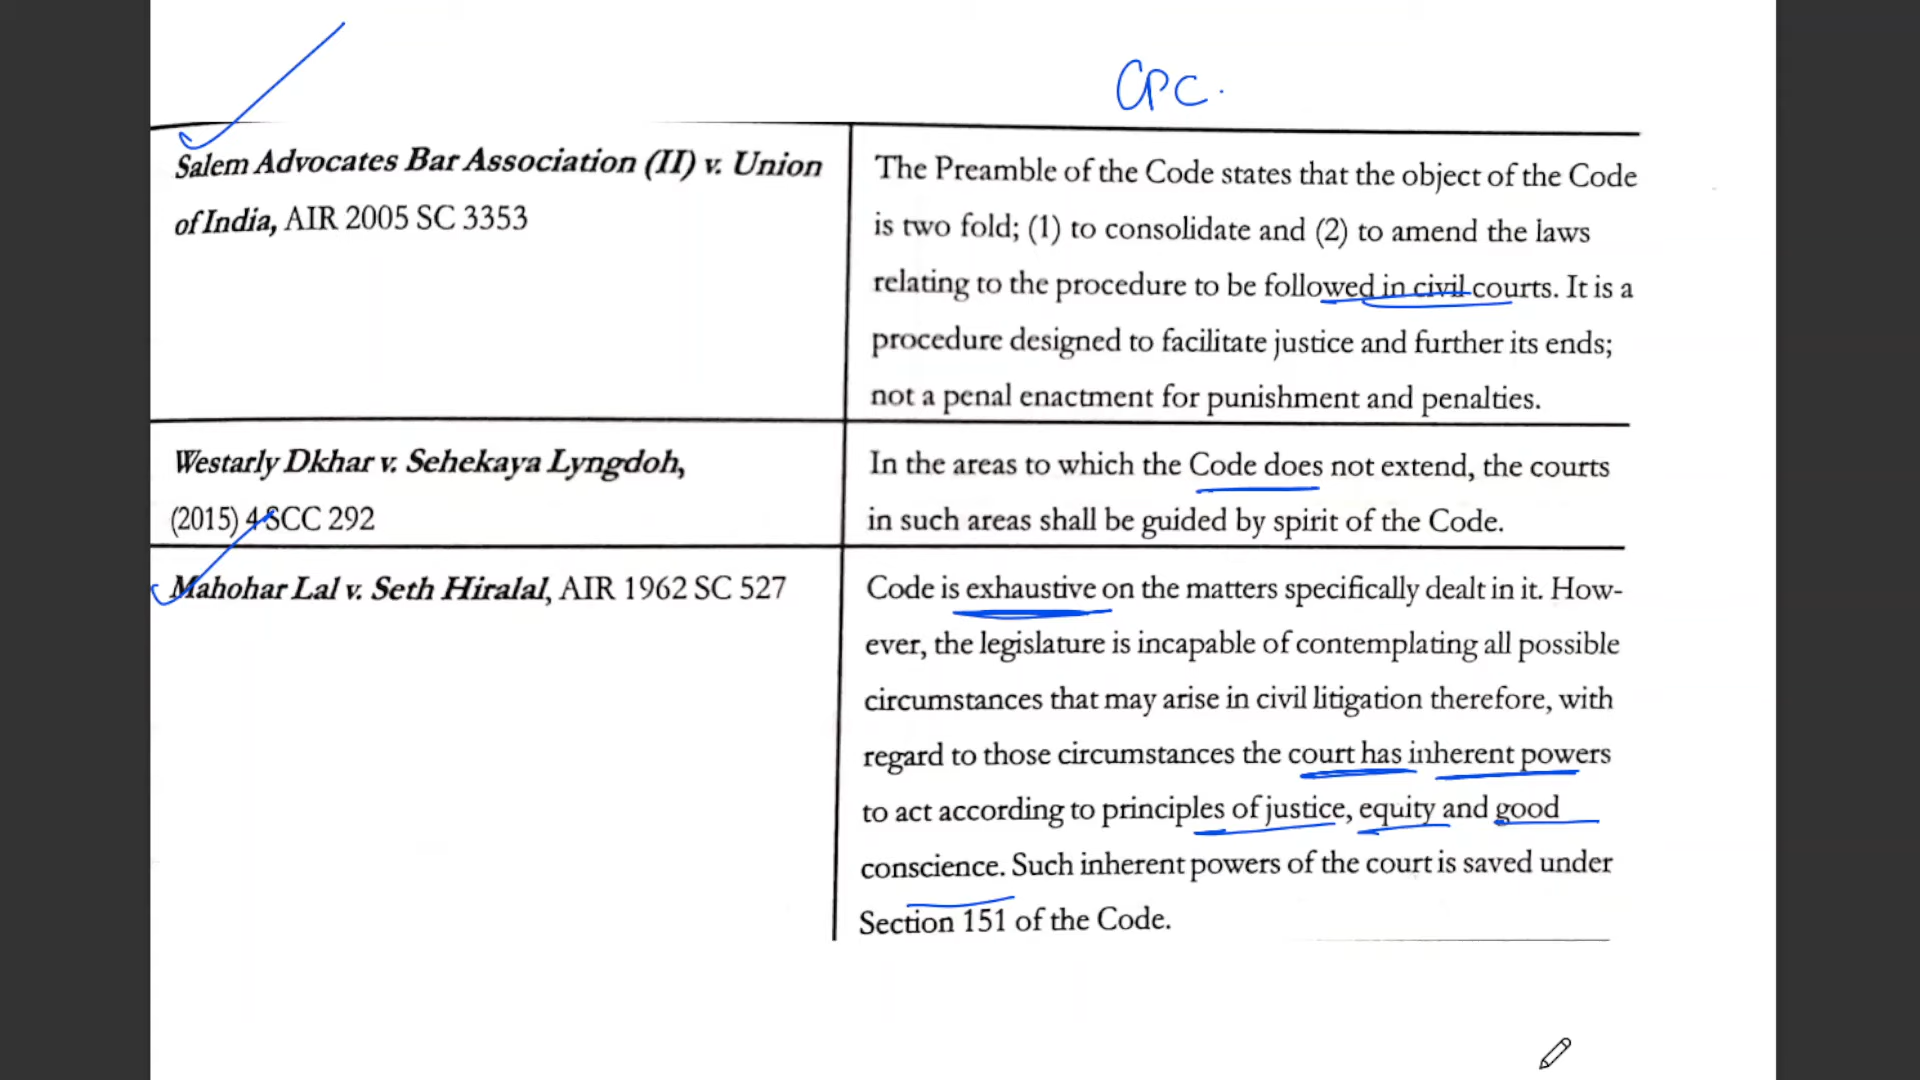 CPC.
Salem Advocates Bar Association (II) v. Union
of India, AIR 2005 SC 3353
The Preamble of the Code states that the object of the Code
is two fold; (1) to consolidate and (2) to amend the laws
relating to the procedure to be followed in civil courts. It is a
procedure designed to facilitate justice and further its ends;
not a penal enactment for punishment and penalties.
Westarly Dkhar v. Sehekaya Lyngdoh,
(2015) 4 SCC 292
In the areas to which the Code does not extend, the courts
in such areas shall be guided by spirit of the Code.
Mahohar Lal v. Seth Hiralal, AIR 1962 SC 527
Code is exhaustive on the matters specifically dealt in it. How-
ever, the legislature is incapable of contemplating all possible
circumstances that may arise in civil litigation therefore, with
regard to those circumstances the court has inherent powers
to act according to principles of justice, equity and good
conscience. Such inherent powers of the court is saved under
Section 151 of the Code.